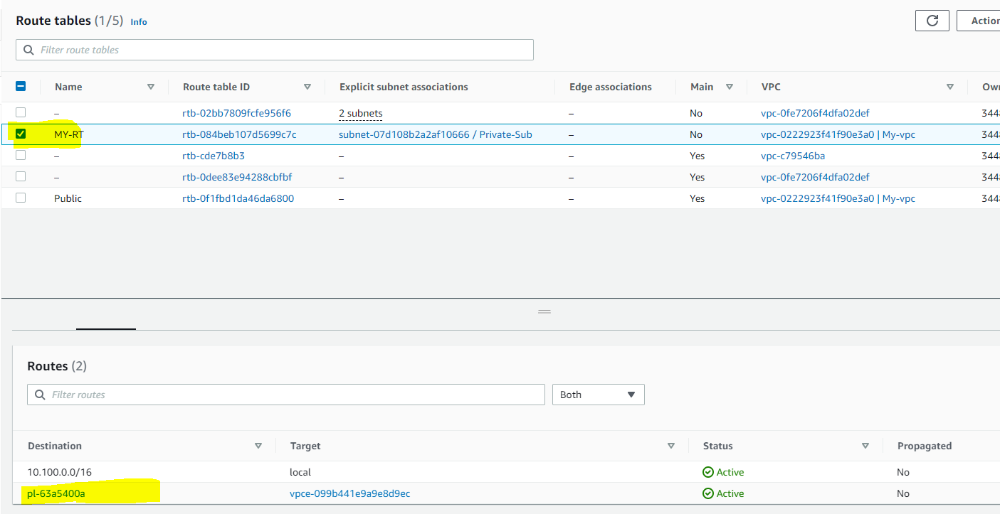 Route tables (1/5) Info
Filter route tables
Name Route table ID Explicit subnet associations Edge associations Main VPC
– rtb-02bb7809fcfe956f6 2 subnets – No vpc-0fe7206f4dfa02def 344
MY-RT rtb-084beb107d5699c7c subnet-07d108b2a2af10666 / Private-Sub – No vpc-0222923f41f90e3a0 | My-vpc 344
– rtb-cde7b8b3 – – Yes vpc-c79546ba 344
– rtb-0dee83e94288cbfbf – – Yes vpc-0fe7206f4dfa02def 344
Public rtb-0f1fbd1da46da6800 – – Yes vpc-0222923f41f90e3a0 | My-vpc 344
Routes (2)
Filter routes Both
Destination Target Status Propagated
10.100.0.0/16 local Active No
pl-63a5400a vpce-099b441e9a9e8d9ec Active No